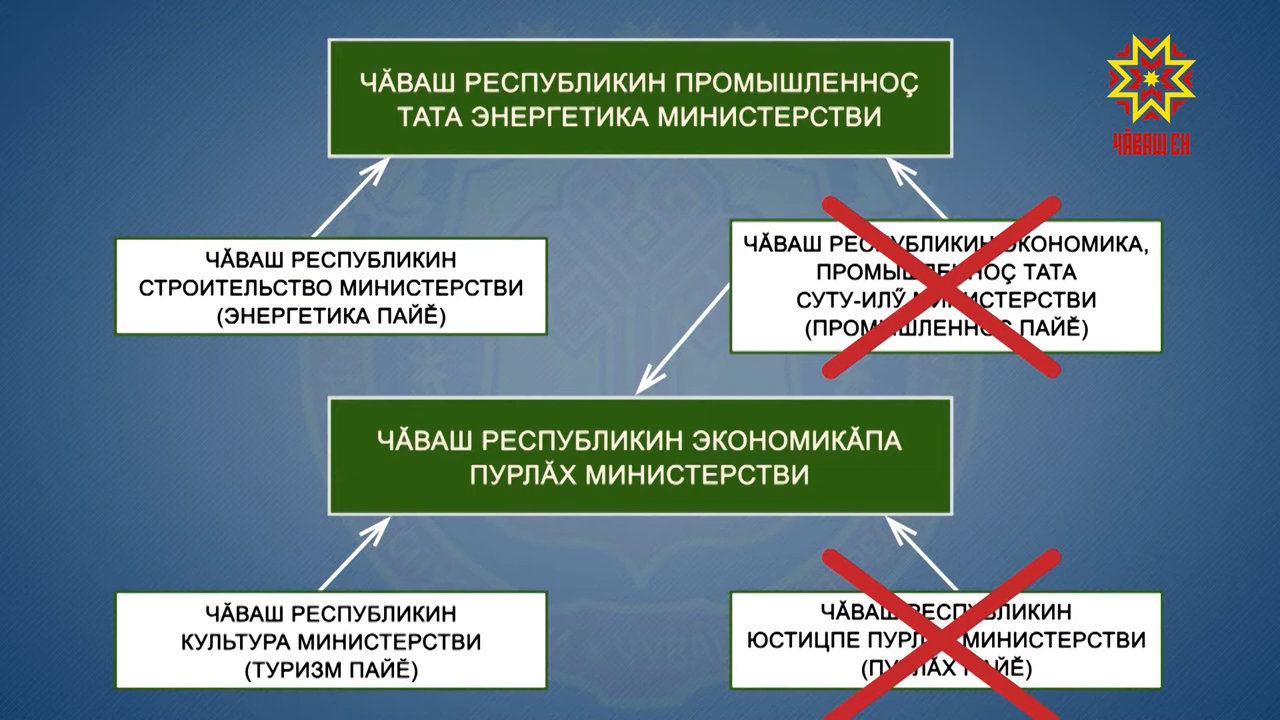 ЧӐВАШ РЕСПУБЛИКИН ПРОМЫШЛЕННОҪ
ТАТА ЭНЕРГЕТИКА МИНИСТЕРСТВИ
ЧӐВАШ ЕН
ЧӐВАШ РЕСПУБЛИКИН
СТРОИТЕЛЬСТВО МИНИСТЕРСТВИ
(ЭНЕРГЕТИКА ПАЙӖ)
ЧӐВАШ РЕСПУБЛИКИН ЭКОНОМИКА,
ПРОМЫШЛЕННОҪ ТАТА
СУТУ-ИЛӲ МИНИСТЕРСТВИ
(ПРОМЫШЛЕННОҪ ПАЙӖ)
ЧӐВАШ РЕСПУБЛИКИН ЭКОНОМИКӐПА
ПУРЛӐХ МИНИСТЕРСТВИ
ЧӐВАШ РЕСПУБЛИКИН
КУЛЬТУРА МИНИСТЕРСТВИ
(ТУРИЗМ ПАЙӖ)
ЧӐВАШ РЕСПУБЛИКИН
ЮСТИЦПЕ ПУРЛӐХ МИНИСТЕРСТВИ
(ПУРЛӐХ ПАЙӖ)